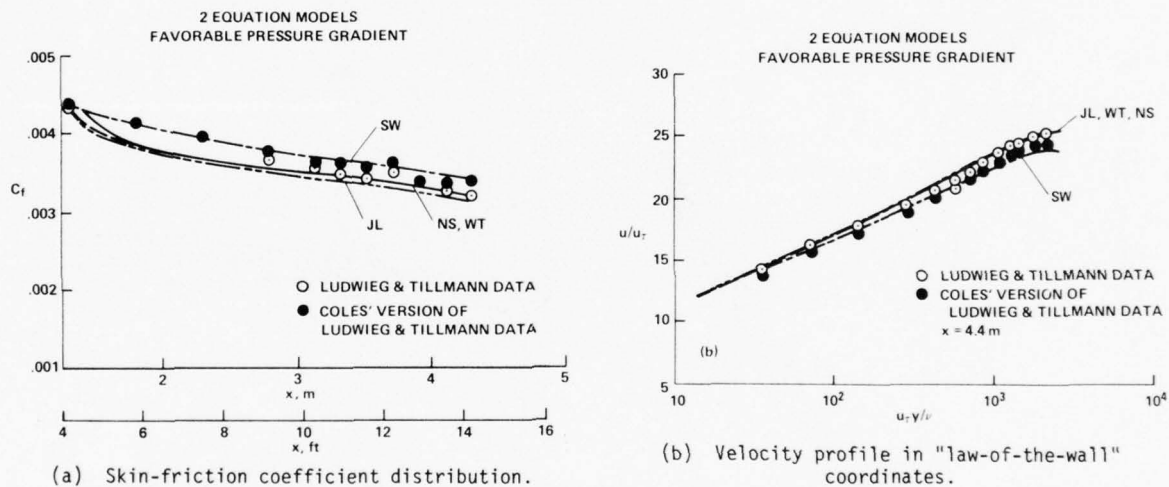 2 EQUATION MODELS
FAVORABLE PRESSURE GRADIENT
.005
.004
.003
.002
.001
Cf
SW
JL
NS, WT
○ LUDWIEG & TILLMANN DATA
● COLES' VERSION OF
LUDWIEG & TILLMANN DATA
2
3
4
5
x, m
4
6
8
10
12
14
16
x, ft
(a) Skin-friction coefficient distribution.
2 EQUATION MODELS
FAVORABLE PRESSURE GRADIENT
30
25
20
15
10
5
u/uτ
JL, WT, NS
SW
○ LUDWIEG & TILLMANN DATA
● COLES' VERSION OF
LUDWIEG & TILLMANN DATA
x = 4.4 m
(b)
10
10²
10³
10⁴
uτy/ν
(b) Velocity profile in "law-of-the-wall"
coordinates.